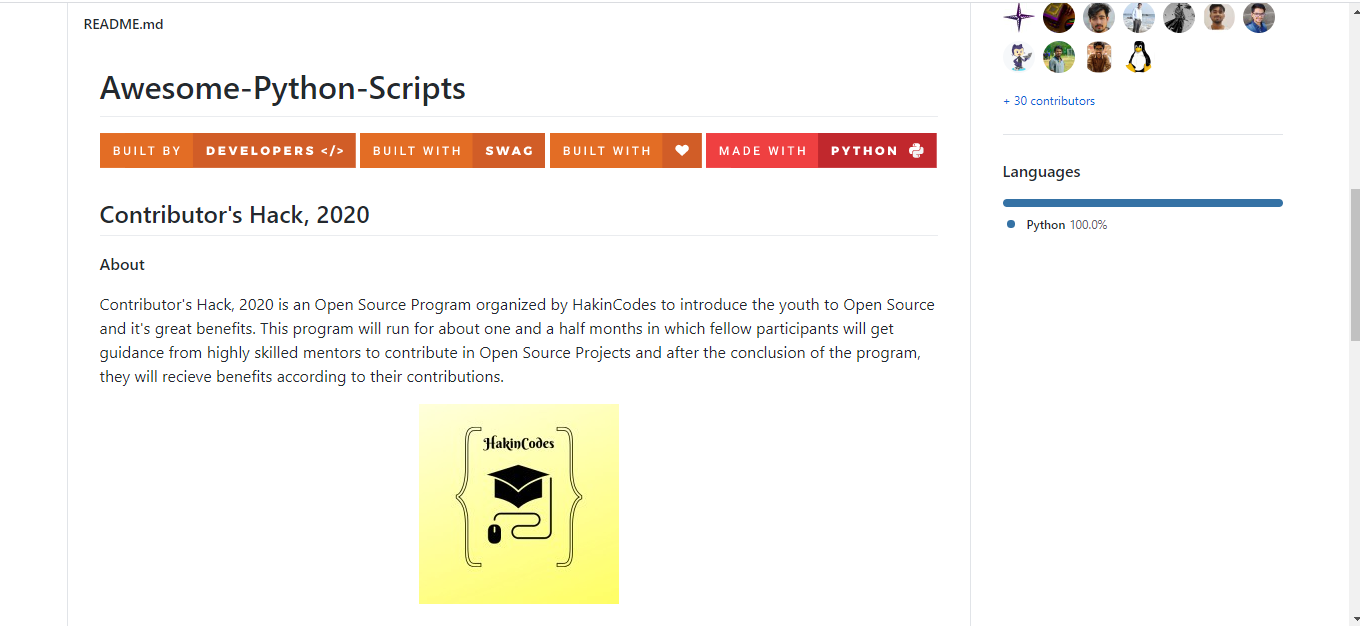 README.md
Awesome-Python-Scripts
BUILT BY DEVELOPERS </> BUILT WITH SWAG BUILT WITH ♥ MADE WITH PYTHON
Contributor's Hack, 2020
About
Contributor's Hack, 2020 is an Open Source Program organized by HakinCodes to introduce the youth to Open Source
and it's great benefits. This program will run for about one and a half months in which fellow participants will get
guidance from highly skilled mentors to contribute in Open Source Projects and after the conclusion of the program,
they will recieve benefits according to their contributions.
HakinCodes
+ 30 contributors
Languages
Python 100.0%